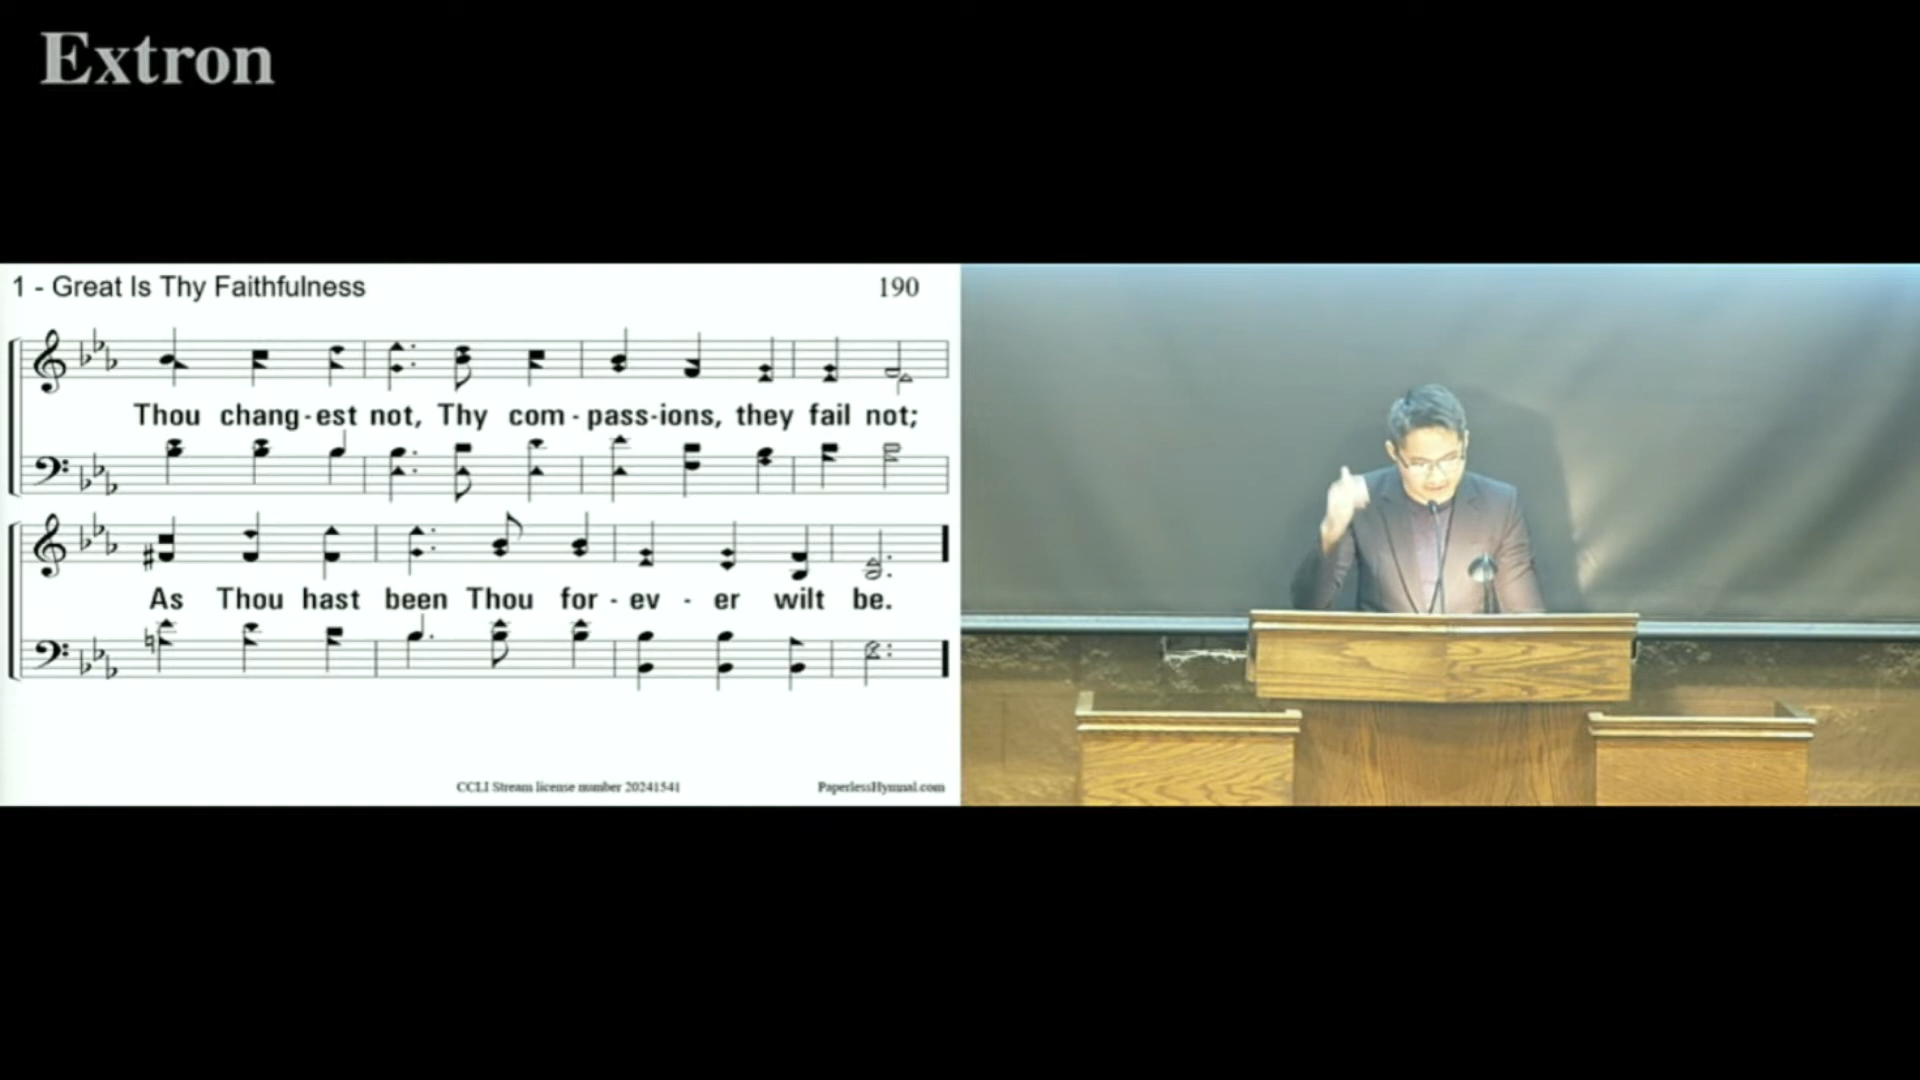 Extron
1 - Great Is Thy Faithfulness 190
Thou chang - est not, Thy com - pass - ions, they fail not;
As Thou hast been Thou for - ev - er wilt be.
CCLI Stream license number 20241541 PaperlessHymnal.com